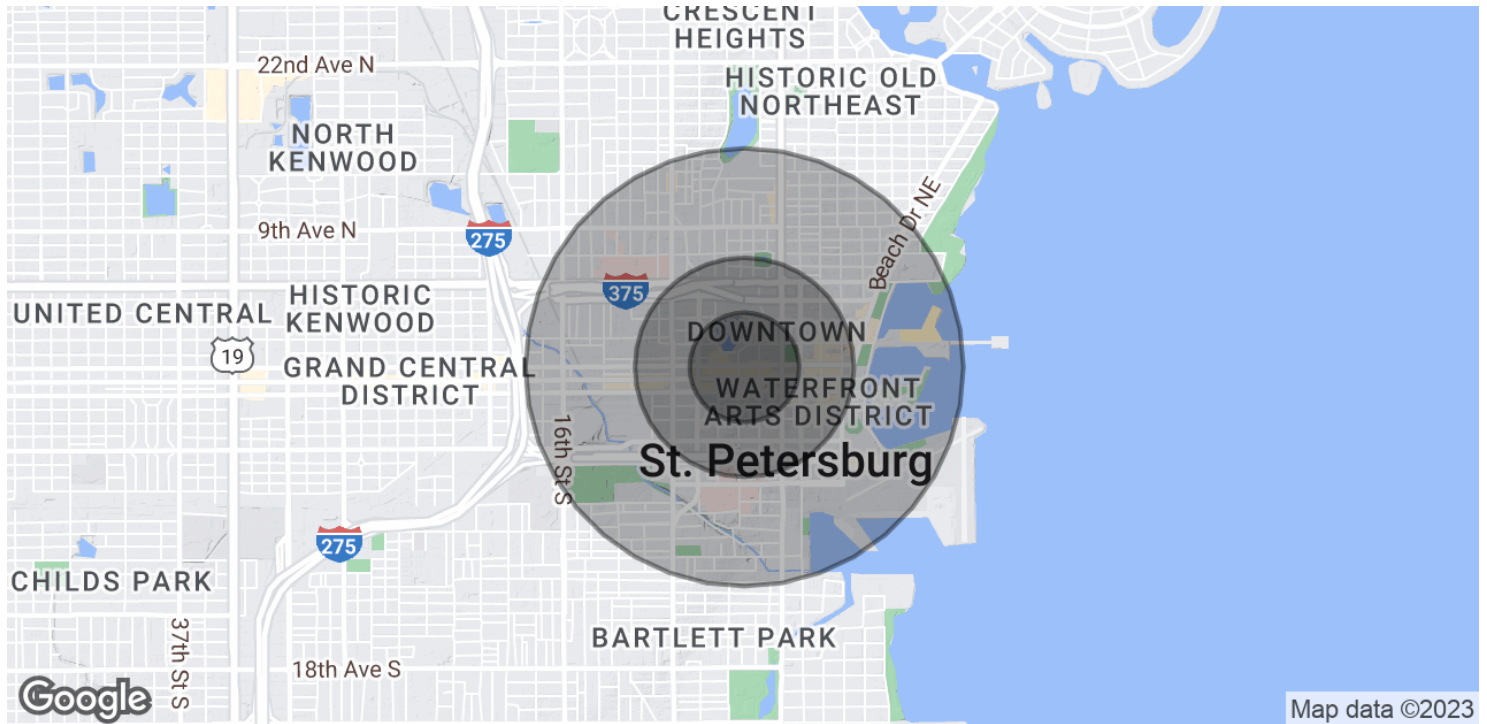 CRESCENT
HEIGHTS
22nd Ave N
HISTORIC OLD
NORTHEAST
NORTH
KENWOOD
Beach Dr NE
9th Ave N
275
375
HISTORIC
KENWOOD
UNITED CENTRAL
DOWNTOWN
19
GRAND CENTRAL
DISTRICT
WATERFRONT
ARTS DISTRICT
16th St S
St. Petersburg
275
CHILDS PARK
37th St S
BARTLETT PARK
18th Ave S
Google
Map data ©2023